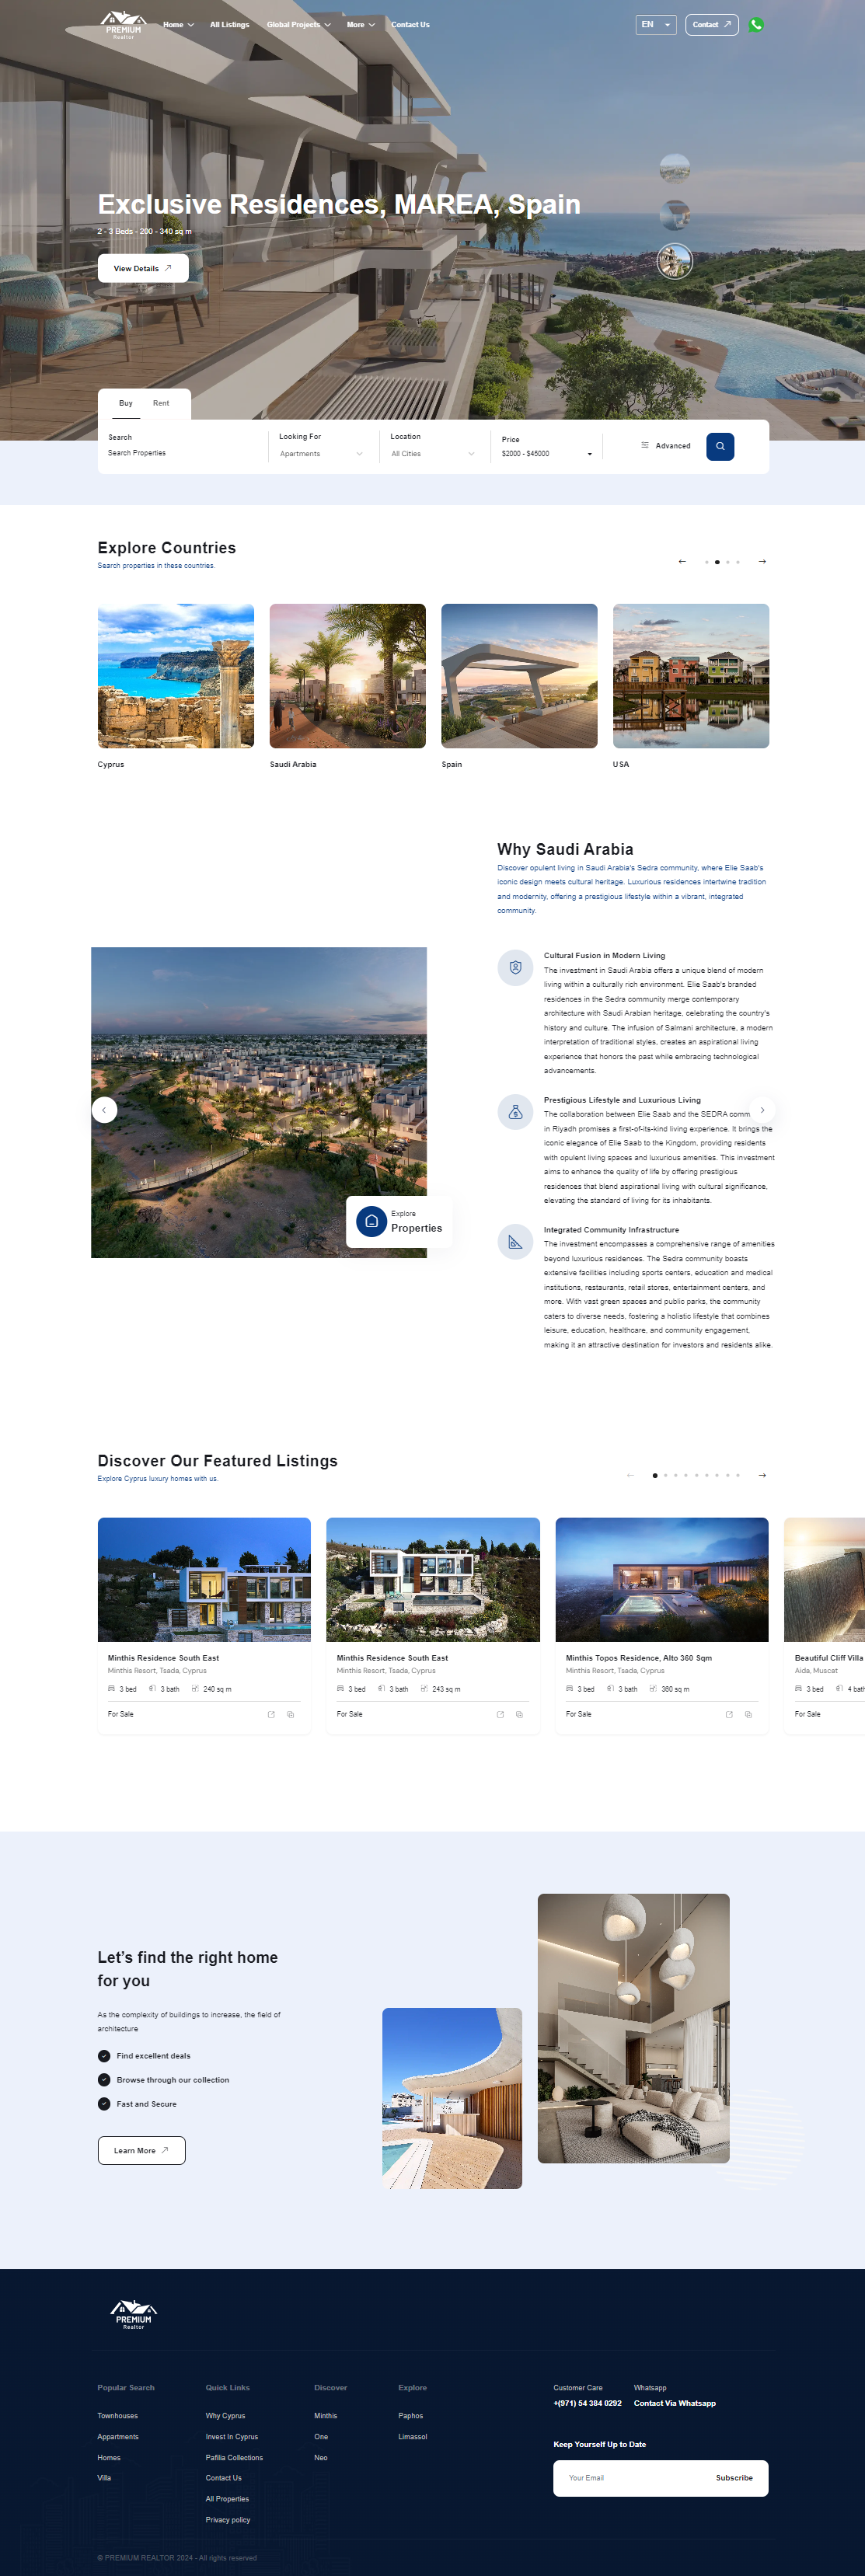 PREMIUM
Realtor
Home
All Listings
Global Projects
More
Contact Us
EN
Contact
Exclusive Residences, MAREA, Spain
2 - 3 Beds - 200 - 340 sq m
View Details
Buy
Rent
Search
Search Properties
Looking For
Apartments
Location
All Cities
Price
$2000 - $45000
Advanced
Explore Countries
Search properties in these countries.
Cyprus
Saudi Arabia
Spain
USA
Why Saudi Arabia
Discover opulent living in Saudi Arabia's Sedra community, where Elie Saab's
iconic design meets cultural heritage. Luxurious residences intertwine tradition
and modernity, offering a prestigious lifestyle within a vibrant, integrated
community.
Cultural Fusion in Modern Living
The investment in Saudi Arabia offers a unique blend of modern
living within a culturally rich environment. Elie Saab's branded
residences in the Sedra community merge contemporary
architecture with Saudi Arabian heritage, celebrating the country's
history and culture. The infusion of Salmani architecture, a modern
interpretation of traditional styles, creates an aspirational living
experience that honors the past while embracing technological
advancements.
Prestigious Lifestyle and Luxurious Living
The collaboration between Elie Saab and the SEDRA comm
in Riyadh promises a first-of-its-kind living experience. It brings the
iconic elegance of Elie Saab to the Kingdom, providing residents
with opulent living spaces and luxurious amenities. This investment
aims to enhance the quality of life by offering prestigious
residences that blend aspirational living with cultural significance,
elevating the standard of living for its inhabitants.
Explore
Properties
Integrated Community Infrastructure
The investment encompasses a comprehensive range of amenities
beyond luxurious residences. The Sedra community boasts
extensive facilities including sports centers, education and medical
institutions, restaurants, retail stores, entertainment centers, and
more. With vast green spaces and public parks, the community
caters to diverse needs, fostering a holistic lifestyle that combines
leisure, education, healthcare, and community engagement,
making it an attractive destination for investors and residents alike.
Discover Our Featured Listings
Explore Cyprus luxury homes with us.
Minthis Residence South East
Minthis Resort, Tsada, Cyprus
3 bed
3 bath
240 sq m
For Sale
Minthis Residence South East
Minthis Resort, Tsada, Cyprus
3 bed
3 bath
243 sq m
For Sale
Minthis Topos Residence, Alto 360 Sqm
Minthis Resort, Tsada, Cyprus
3 bed
3 bath
360 sq m
For Sale
Beautiful Cliff Villa
Aida, Muscat
3 bed
4 bath
For Sale
Let's find the right home
for you
As the complexity of buildings to increase, the field of
architecture
Find excellent deals
Browse through our collection
Fast and Secure
Learn More
PREMIUM
Realtor
Popular Search
Townhouses
Appartments
Homes
Villa
Quick Links
Why Cyprus
Invest In Cyprus
Pafilia Collections
Contact Us
All Properties
Privacy policy
Discover
Minthis
One
Neo
Explore
Paphos
Limassol
Customer Care
+(971) 54 384 0292
Whatsapp
Contact Via Whatsapp
Keep Yourself Up to Date
Your Email
Subscribe
© PREMIUM REALTOR 2024 - All rights reserved